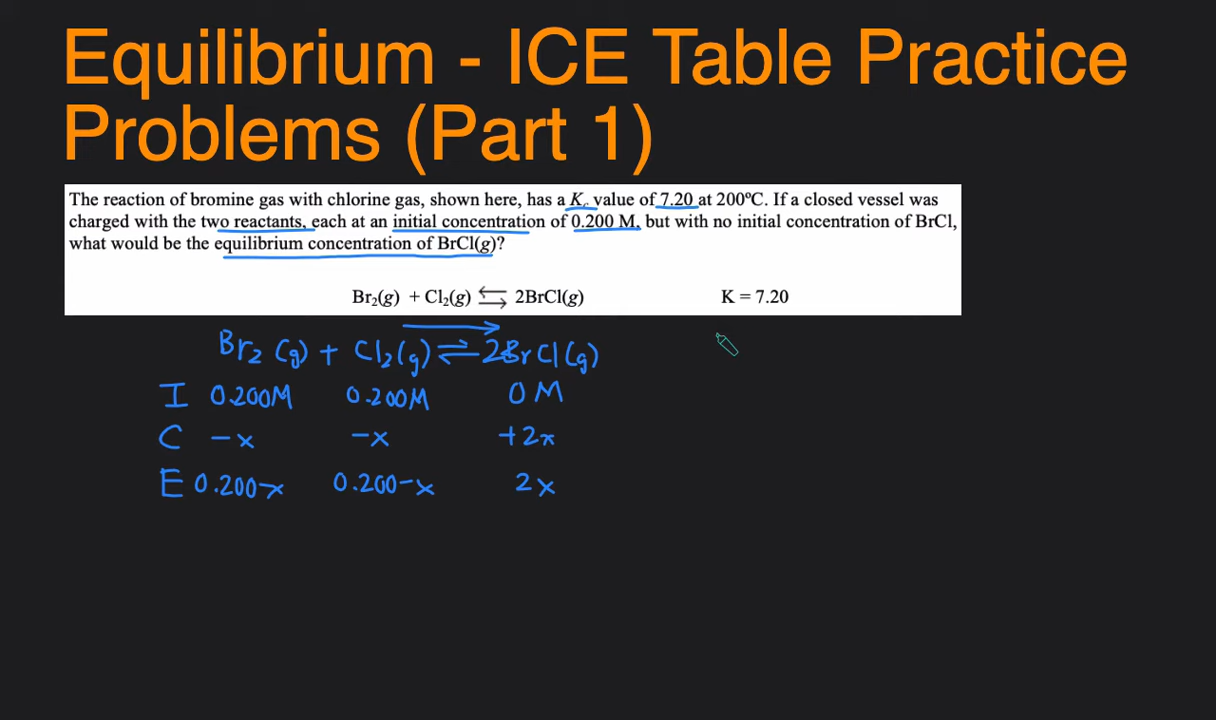 Equilibrium - ICE Table Practice
Problems (Part 1)
The reaction of bromine gas with chlorine gas, shown here, has a Kc value of 7.20 at 200ºC. If a closed vessel was
charged with the two reactants, each at an initial concentration of 0.200 M, but with no initial concentration of BrCl,
what would be the equilibrium concentration of BrCl(g)?
Br₂(g) + Cl₂(g) ⇆ 2BrCl(g) K = 7.20
Br₂ (g) + Cl₂(g) ⇌ 2BrCl(g)
I 0.200M 0.200M 0 M
C -x -x +2x
E 0.200-x 0.200-x 2x